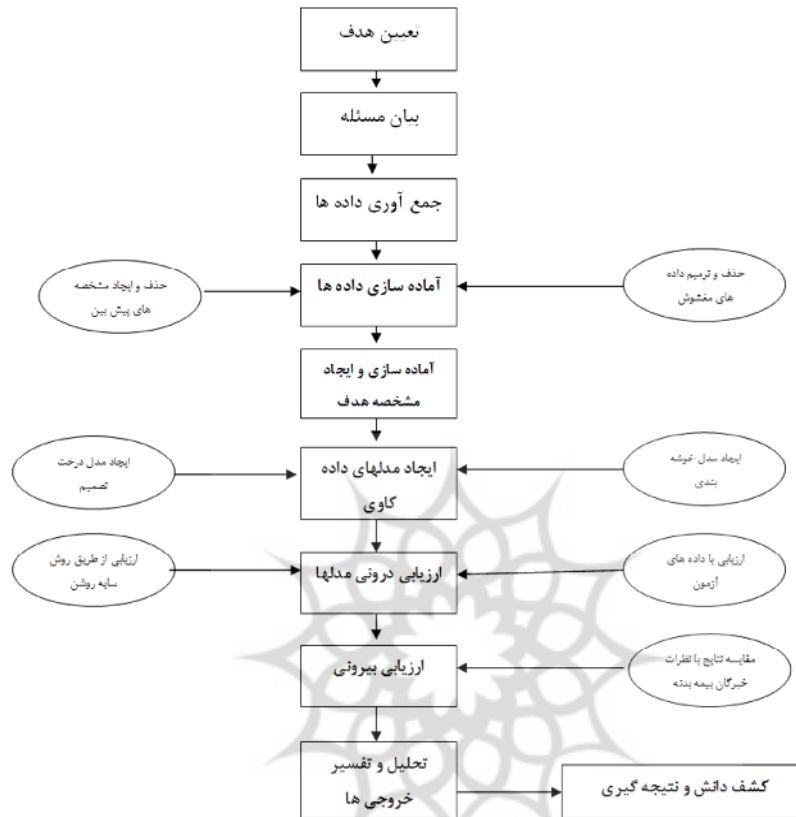 تعیین هدف
بیان مسئله
جمع آوری داده ها
حذف و ترمیم داده
های مغشوش
آماده سازی داده ها
حذف و ایجاد مشخصه
های پیش بین
آماده سازی و ایجاد
مشخصه هدف
ایجاد مدل خوشه
بندی
ایجاد مدلهای داده
کاوی
ایجاد مدل درخت
تصمیم
ارزیابی با داده های
آزمون
ارزیابی درونی مدلها
ارزیابی از طریق روش
سایه روشن
مقایسه نتایج با نظرات
خبرگان بیمه بدنه
ارزیابی بیرونی
تحلیل و تفسیر
خروجی ها
کشف دانش و نتیجه گیری